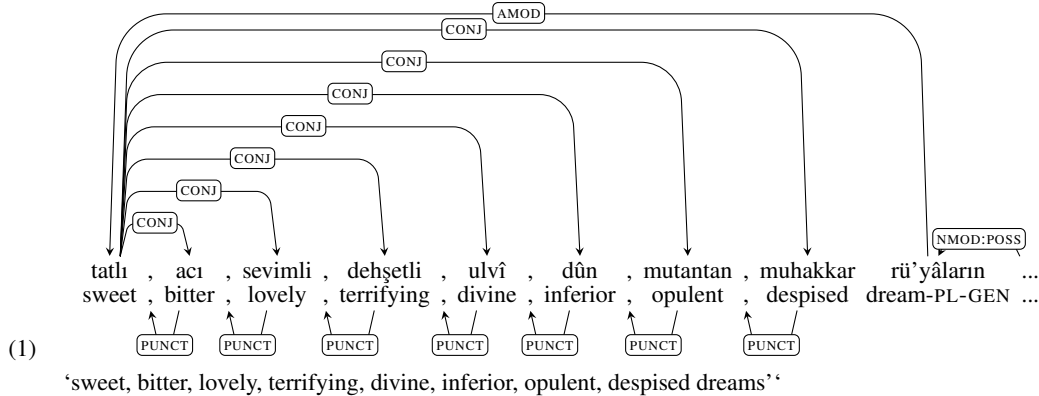 AMOD
CONJ
CONJ
CONJ
CONJ
CONJ
CONJ
CONJ
NMOD:POSS
tatlı , acı , sevimli , dehşetli , ulvî , dûn , mutantan , muhakkar rü'yâların ...
sweet , bitter , lovely , terrifying , divine , inferior , opulent , despised dream-PL-GEN ...
PUNCT PUNCT PUNCT PUNCT PUNCT PUNCT PUNCT
(1)
‘sweet, bitter, lovely, terrifying, divine, inferior, opulent, despised dreams’‘